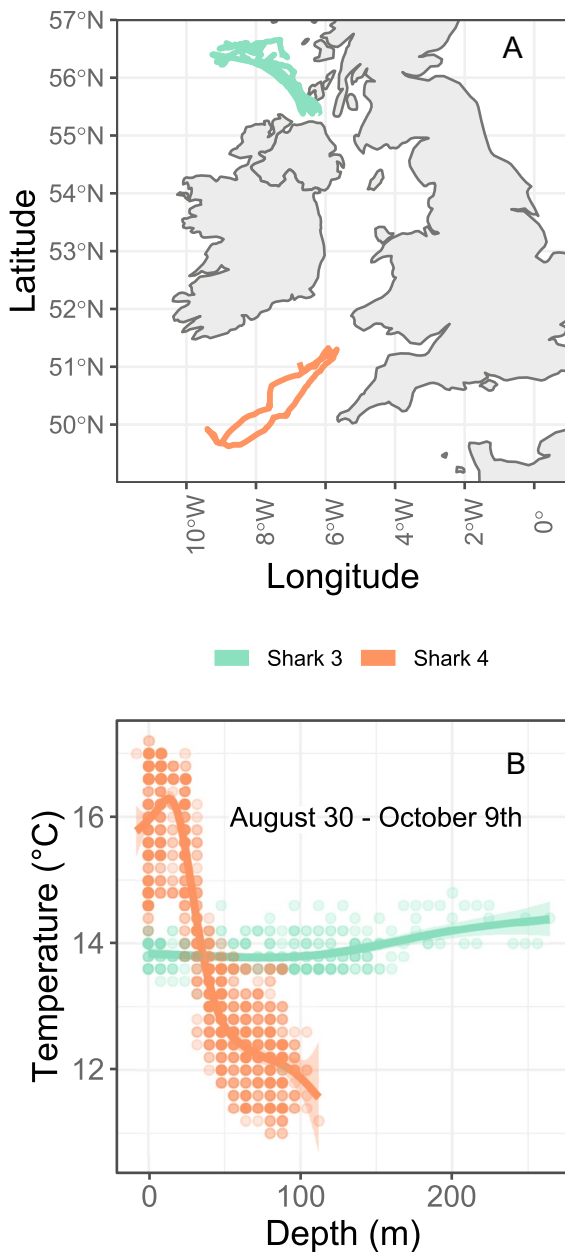 57°N
A
56°N
55°N
54°N
53°N
52°N
51°N
50°N
Latitude
10°W
8°W
6°W
4°W
2°W
0°
Longitude
Shark 3
Shark 4
B
August 30 - October 9th
16
14
12
Temperature (°C)
0
100
200
Depth (m)